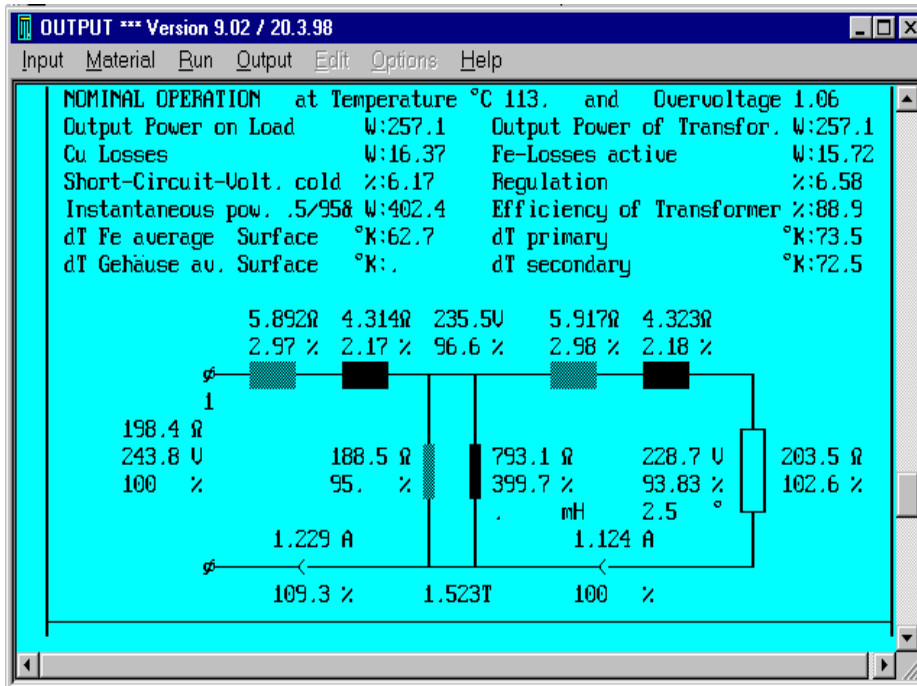 OUTPUT *** Version 9.02 / 20.3.98
Input Material Run Output Edit Options Help
NOMINAL OPERATION at Temperature °C 113. and Overvoltage 1.06
Output Power on Load W:257.1 Output Power of Transfor. W:257.1
Cu Losses W:16.37 Fe-Losses active W:15.72
Short-Circuit-Volt. cold %:6.17 Regulation %:6.58
Instantaneous pow. .5/95& W:402.4 Efficiency of Transformer %:88.9
dT Fe average Surface °K:62.7 dT primary °K:73.5
dT Gehäuse av. Surface °K:. dT secondary °K:72.5
5.892Ω 4.314Ω 235.5V 5.917Ω 4.323Ω
2.97 % 2.17 % 96.6 % 2.98 % 2.18 %
1
198.4 Ω
243.8 V 188.5 Ω 793.1 Ω 228.7 V 203.5 Ω
100 % 95. % 399.7 % 93.83 % 102.6 %
. mH 2.5 °
1.229 A 1.124 A
109.3 % 1.523T 100 %